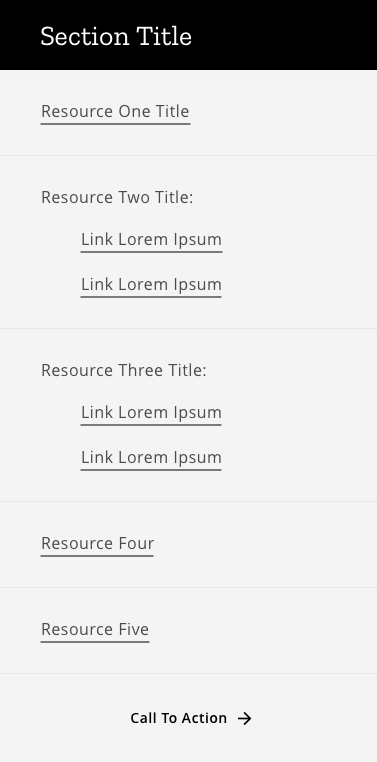 Section Title
Resource One Title
Resource Two Title:
Link Lorem Ipsum
Link Lorem Ipsum
Resource Three Title:
Link Lorem Ipsum
Link Lorem Ipsum
Resource Four
Resource Five
Call To Action →